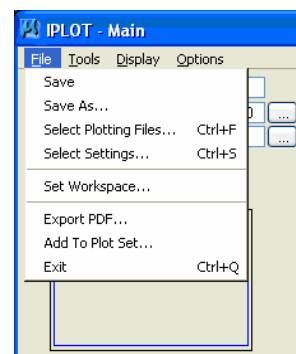 IPLOT - Main
File Tools Display Options
Save
Save As...
Select Plotting Files... Ctrl+F
Select Settings... Ctrl+S
Set Workspace...
Export PDF...
Add To Plot Set...
Exit Ctrl+Q
...
...